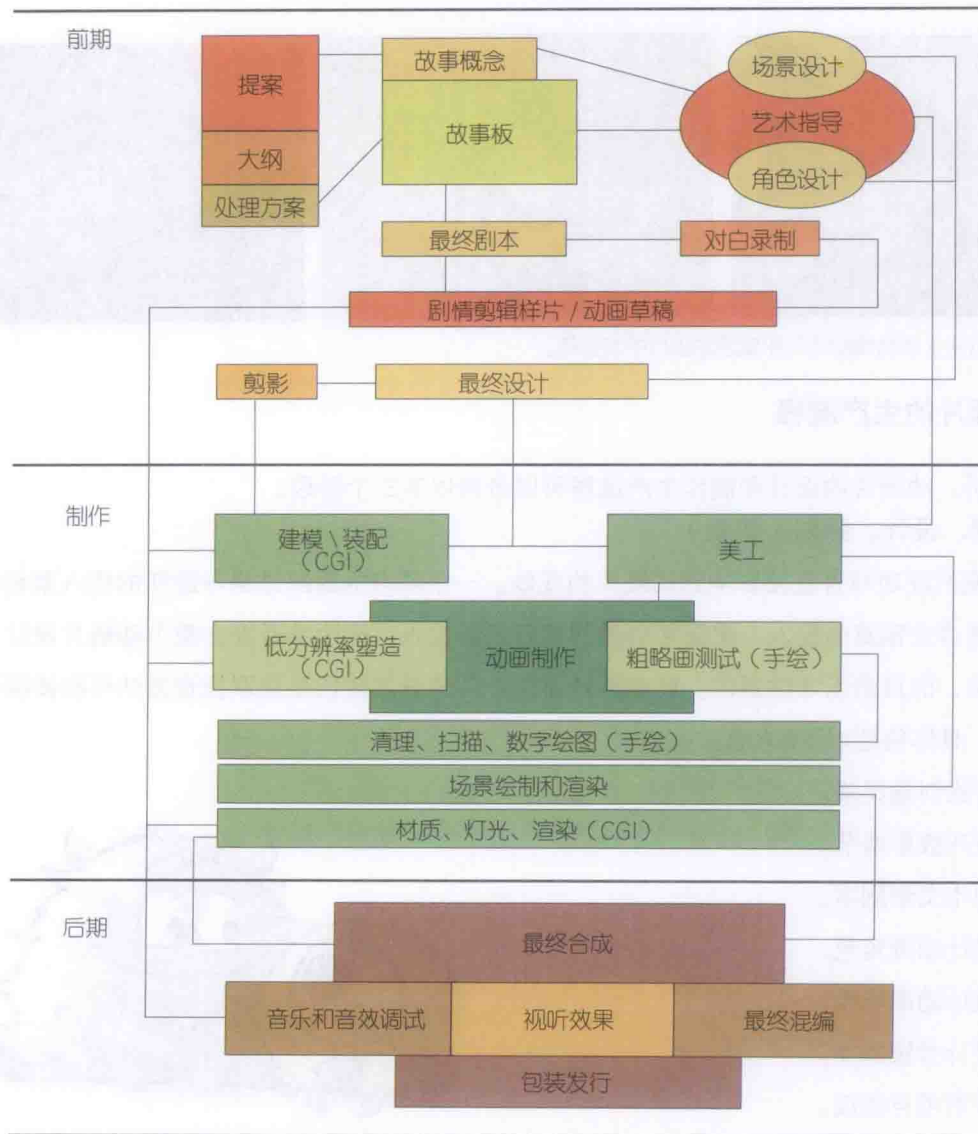 前期
提案
大纲
处理方案
故事概念
故事板
场景设计
艺术指导
角色设计
最终剧本
对白录制
剧情剪辑样片/动画草稿
剪影
最终设计
制作
建模\装配
(CGI)
美工
低分辨率塑造
(CGI)
动画制作
粗略画测试(手绘)
清理、扫描、数字绘图(手绘)
场景绘制和渲染
材质、灯光、渲染(CGI)
后期
最终合成
音乐和音效调试
视听效果
最终混编
包装发行